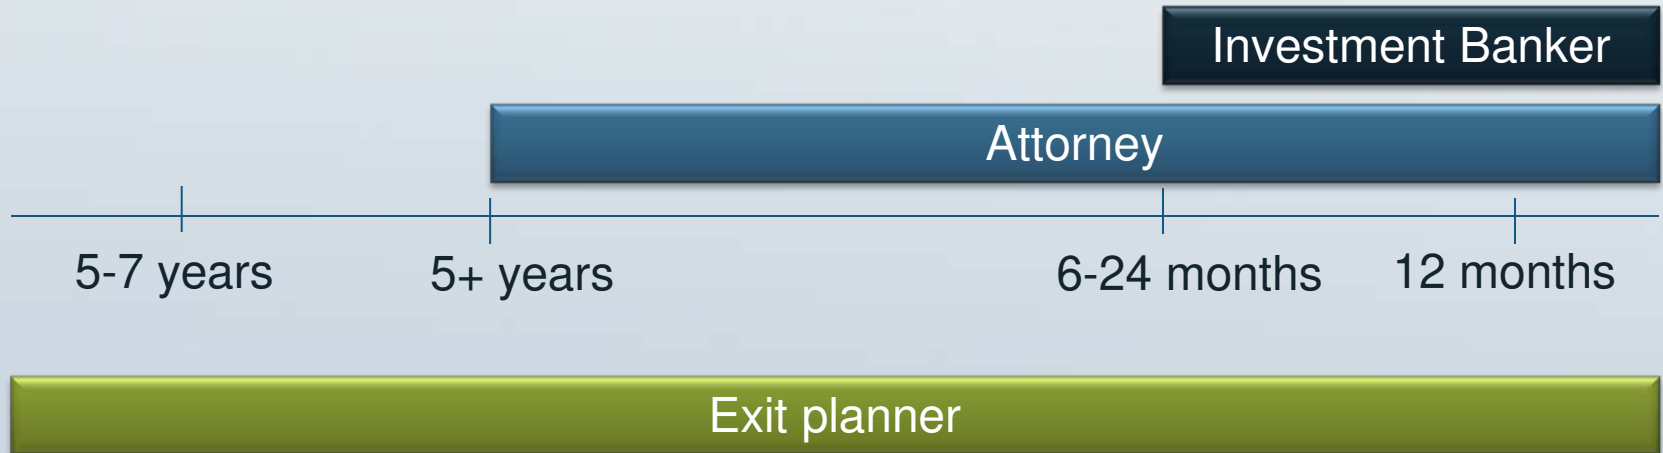 Investment Banker
Attorney
5-7 years
5+ years
6-24 months
12 months
Exit planner